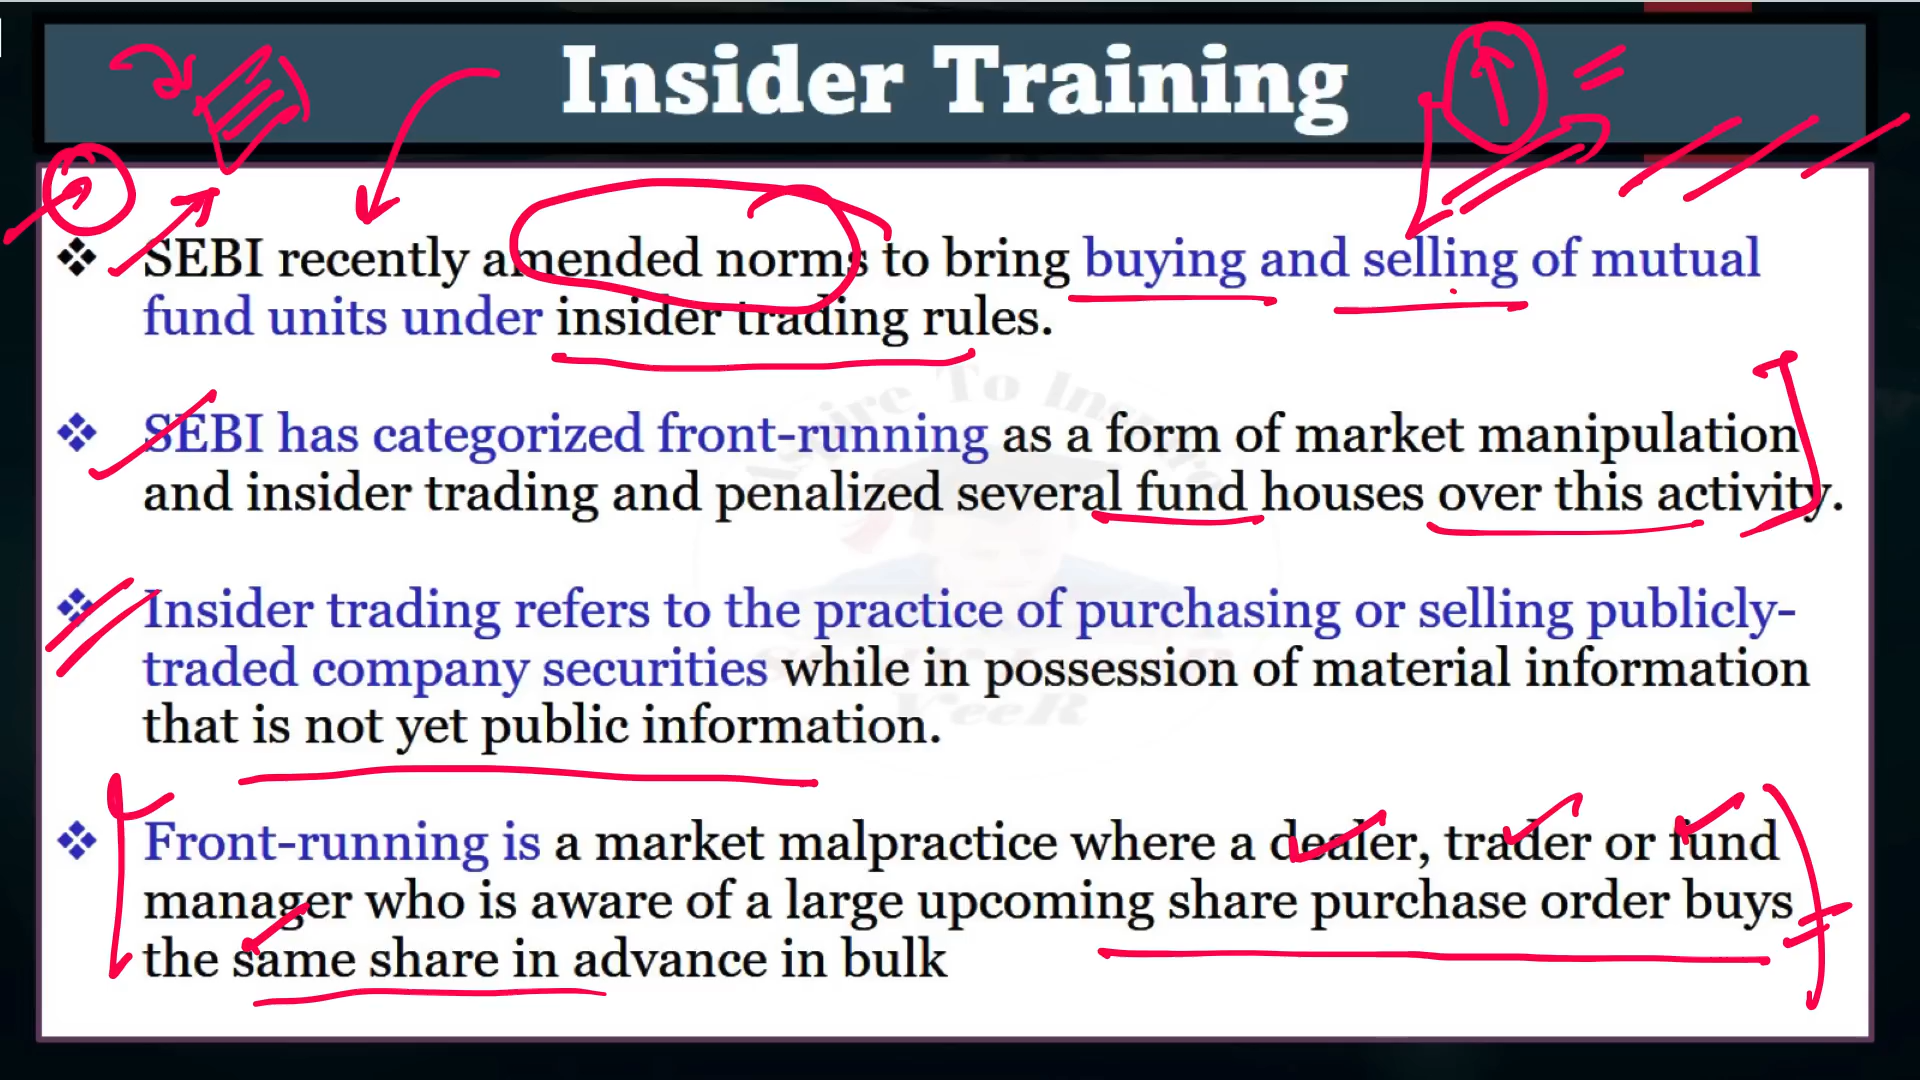 Insider Training
❖ SEBI recently amended norms to bring buying and selling of mutual
fund units under insider trading rules.
❖ SEBI has categorized front-running as a form of market manipulation
and insider trading and penalized several fund houses over this activity.
❖ Insider trading refers to the practice of purchasing or selling publicly-
traded company securities while in possession of material information
that is not yet public information.
❖ Front-running is a market malpractice where a dealer, trader or fund
manager who is aware of a large upcoming share purchase order buys
the same share in advance in bulk